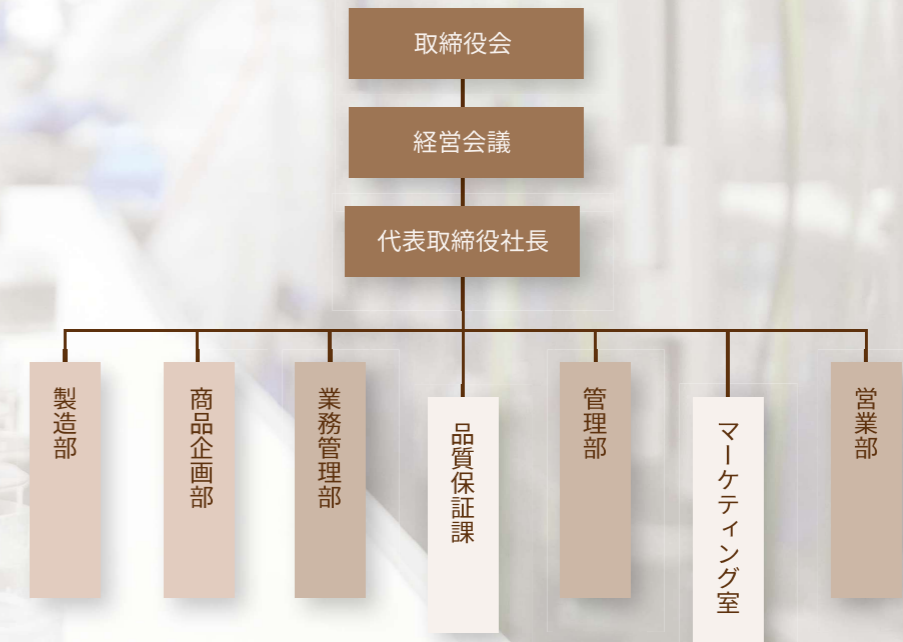 取締役会
経営会議
代表取締役社長
製造部
商品企画部
業務管理部
品質保証課
管理部
マーケティング室
営業部